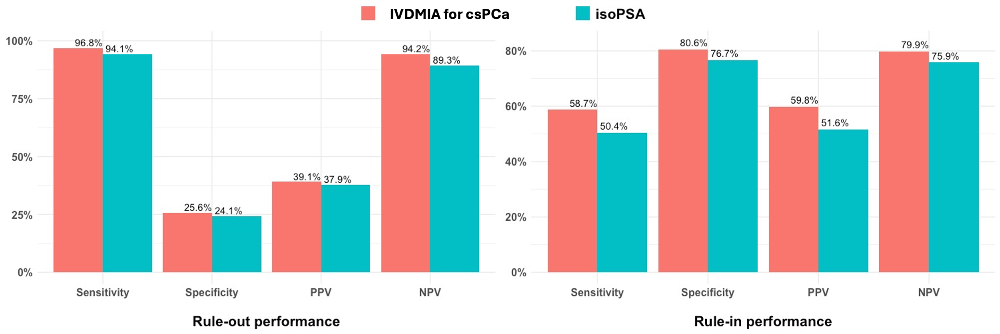 IVDMIA for csPCa
isoPSA
100%
75%
50%
25%
0%
96.8%
94.1%
25.6%
24.1%
39.1%
37.9%
94.2%
89.3%
Sensitivity
Specificity
PPV
NPV
Rule-out performance
80%
60%
40%
20%
0%
58.7%
50.4%
80.6%
76.7%
59.8%
51.6%
79.9%
75.9%
Sensitivity
Specificity
PPV
NPV
Rule-in performance